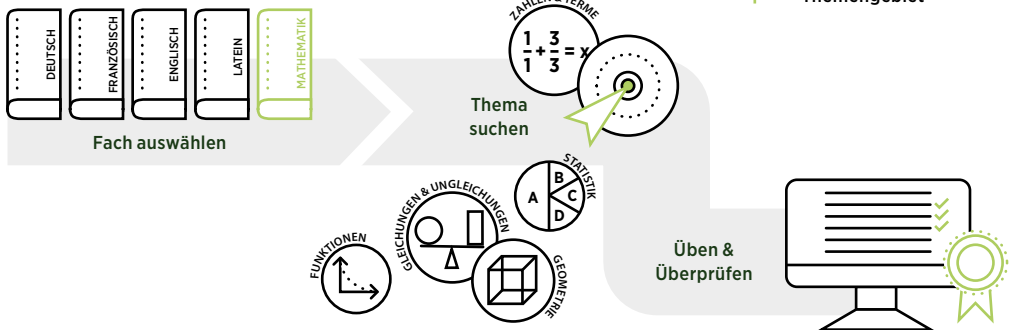 Themengebiet
DEUTSCH
FRANZÖSISCH
ENGLISCH
LATEIN
MATHEMATIK
Fach auswählen
ZAHLEN & TERME
1/1 + 3/3 = x
Thema
suchen
STATISTIK
A
B
C
D
GLEICHUNGEN & UNGLEICHUNGEN
FUNKTIONEN
GEOMETRIE
Üben &
Überprüfen